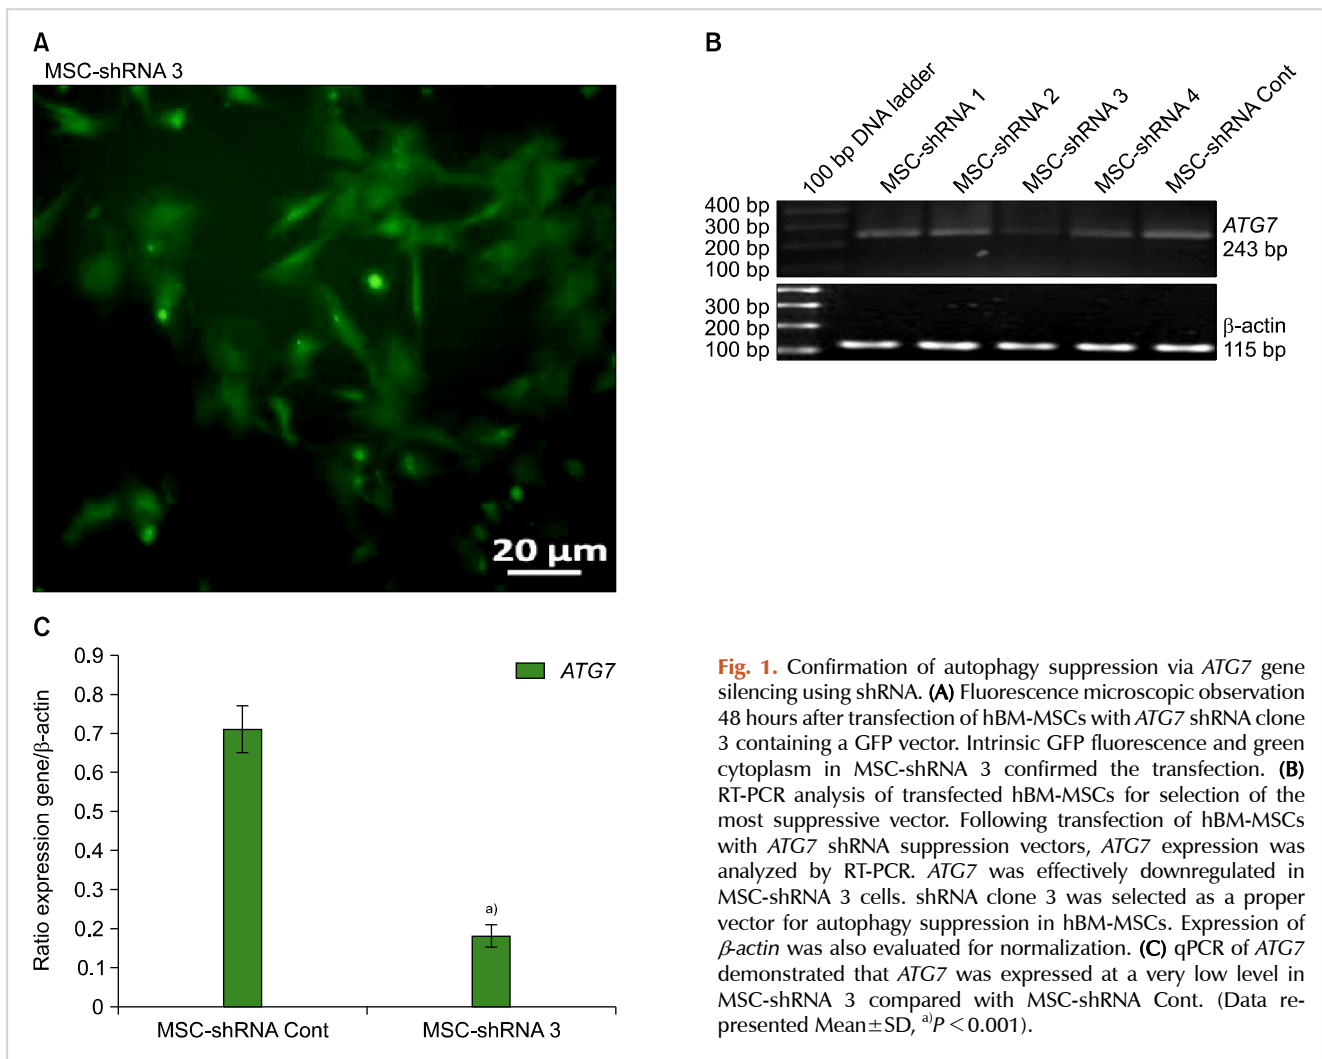 A
MSC-shRNA 3
20 µm
B
100 bp DNA ladder
MSC-shRNA 1
MSC-shRNA 2
MSC-shRNA 3
MSC-shRNA 4
MSC-shRNA Cont
400 bp
300 bp
200 bp
100 bp
ATG7
243 bp
300 bp
200 bp
100 bp
β-actin
115 bp
C
Ratio expression gene/β-actin
0.9
0.8
0.7
0.6
0.5
0.4
0.3
0.2
0.1
0
ATG7
a)
MSC-shRNA Cont
MSC-shRNA 3
Fig. 1. Confirmation of autophagy suppression via ATG7 gene
silencing using shRNA. (A) Fluorescence microscopic observation
48 hours after transfection of hBM-MSCs with ATG7 shRNA clone
3 containing a GFP vector. Intrinsic GFP fluorescence and green
cytoplasm in MSC-shRNA 3 confirmed the transfection. (B)
RT-PCR analysis of transfected hBM-MSCs for selection of the
most suppressive vector. Following transfection of hBM-MSCs
with ATG7 shRNA suppression vectors, ATG7 expression was
analyzed by RT-PCR. ATG7 was effectively downregulated in
MSC-shRNA 3 cells. shRNA clone 3 was selected as a proper
vector for autophagy suppression in hBM-MSCs. Expression of
β-actin was also evaluated for normalization. (C) qPCR of ATG7
demonstrated that ATG7 was expressed at a very low level in
MSC-shRNA 3 compared with MSC-shRNA Cont. (Data re-
presented Mean±SD, a)P<0.001).